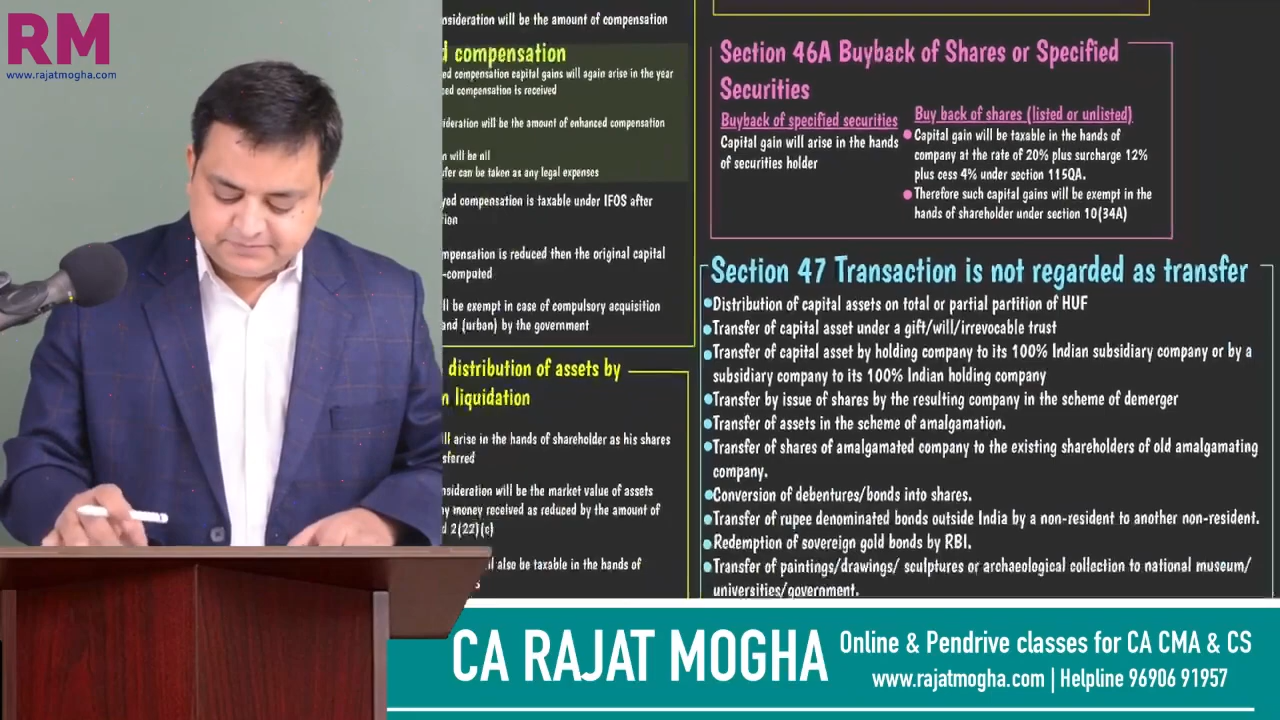 RM
www.rajatmogha.com
nsideration will be the amount of compensation
d compensation
ed compensation capital gains will again arise in the year
ced compensation is received
ideration will be the amount of enhanced compensation
n will be nil
fer can be taken as any legal expenses
yed compensation is taxable under IFOS after
tion
mpensation is reduced then the original capital
-computed
ll be exempt in case of compulsory acquisition
and (urban) by the government
distribution of assets by
n liquidation
ll arise in the hands of shareholder as his shares
sferred
nsideration will be the market value of assets
y money received as reduced by the amount of
d 2(22)(c)
ll also be taxable in the hands of
s
Section 46A Buyback of Shares or Specified
Securities
Buyback of specified securities
Capital gain will arise in the hands
of securities holder
Buy back of shares (listed or unlisted)
Capital gain will be taxable in the hands of
company at the rate of 20% plus surcharge 12%
plus cess 4% under section 115QA.
Therefore such capital gains will be exempt in the
hands of shareholder under section 10(34A)
Section 47 Transaction is not regarded as transfer
Distribution of capital assets on total or partial partition of HUF
Transfer of capital asset under a gift/will/irrevocable trust
Transfer of capital asset by holding company to its 100% Indian subsidiary company or by a
subsidiary company to its 100% Indian holding company
Transfer by issue of shares by the resulting company in the scheme of demerger
Transfer of assets in the scheme of amalgamation.
Transfer of shares of amalgamated company to the existing shareholders of old amalgamating
company.
Conversion of debentures/bonds into shares.
Transfer of rupee denominated bonds outside India by a non-resident to another non-resident.
Redemption of sovereign gold bonds by RBI.
Transfer of paintings/drawings/ sculptures or archaeological collection to national museum/
universities/government.
CA RAJAT MOGHA
Online & Pendrive classes for CA CMA & CS
www.rajatmogha.com | Helpline 96906 91957